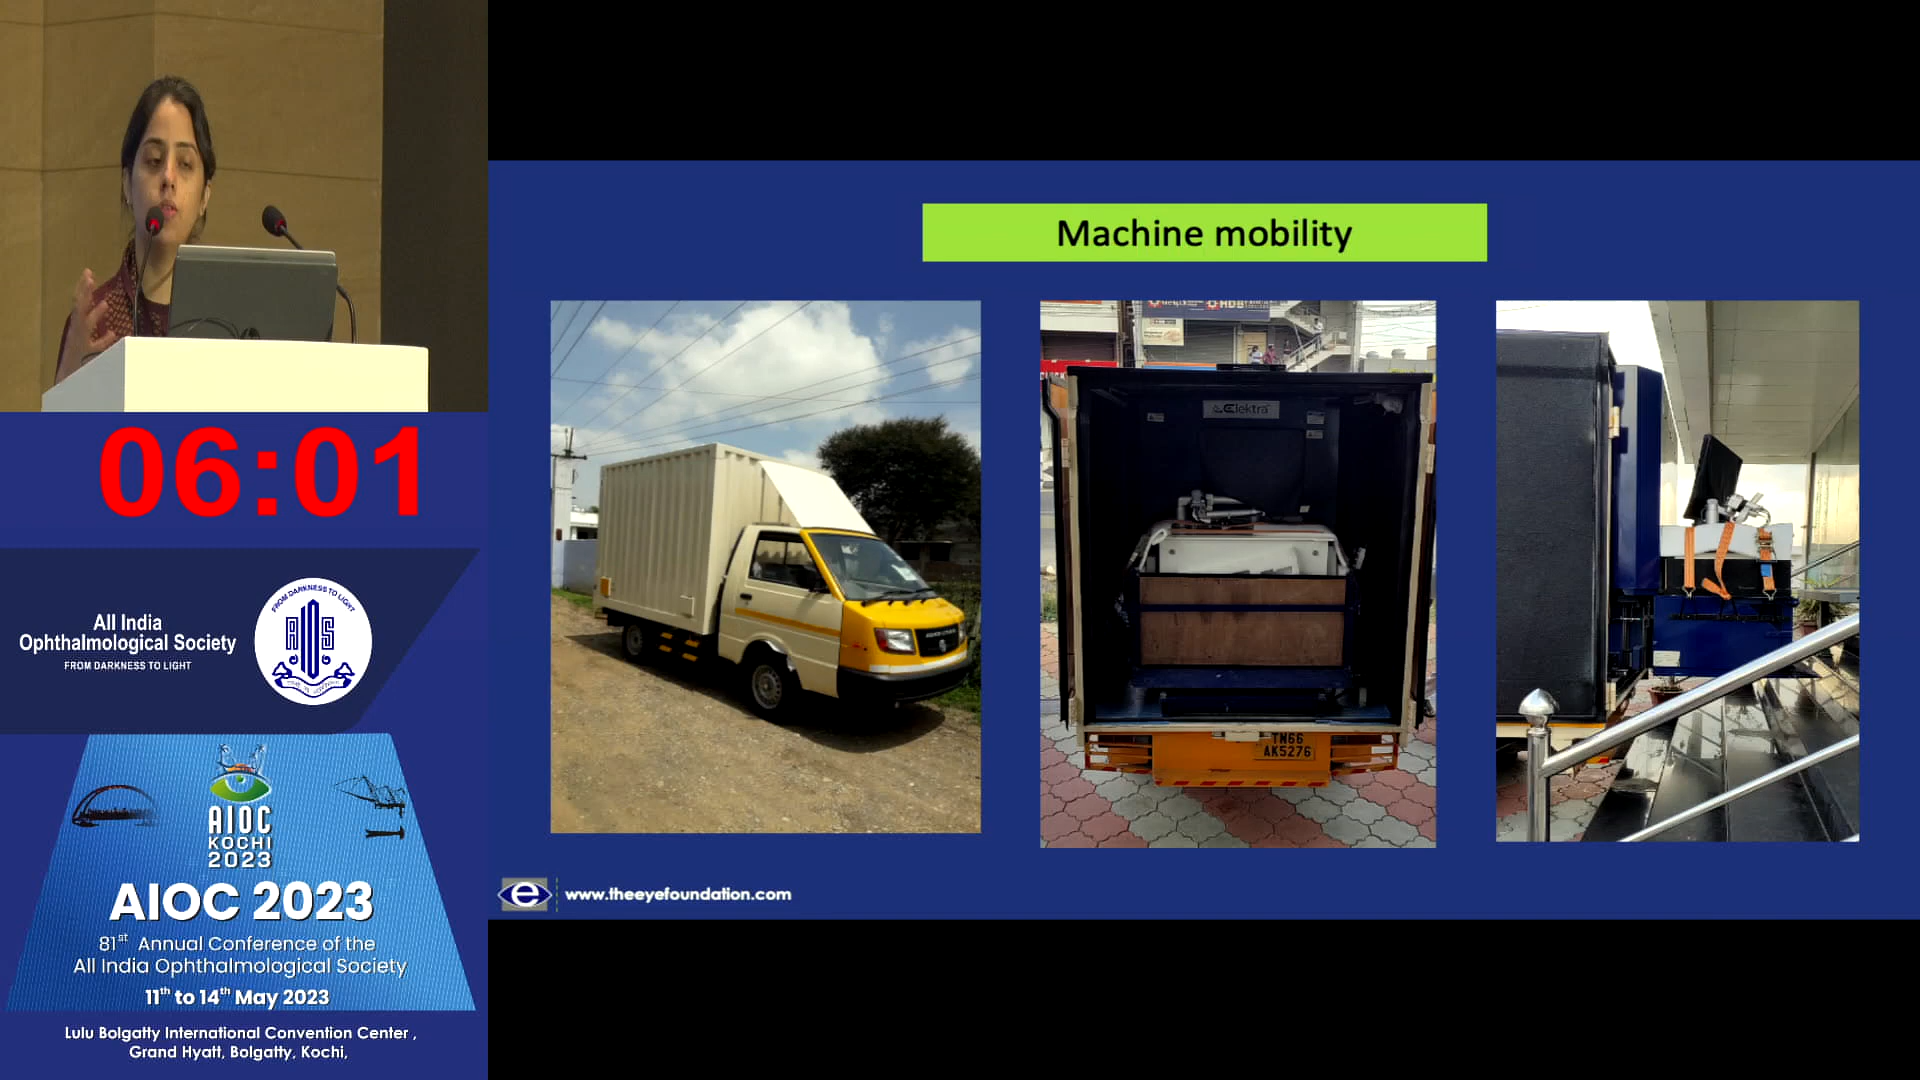 Machine mobility
Elektra
HDB
TN66
AK5276
www.theeyefoundation.com
06:01
All India
Ophthalmological Society
FROM DARKNESS TO LIGHT
FROM DARKNESS TO LIGHT
AIOS
AIOC
KOCHI
2023
AIOC 2023
81st Annual Conference of the
All India Ophthalmological Society
11th to 14th May 2023
Lulu Bolgatty International Convention Center ,
Grand Hyatt, Bolgatty, Kochi,